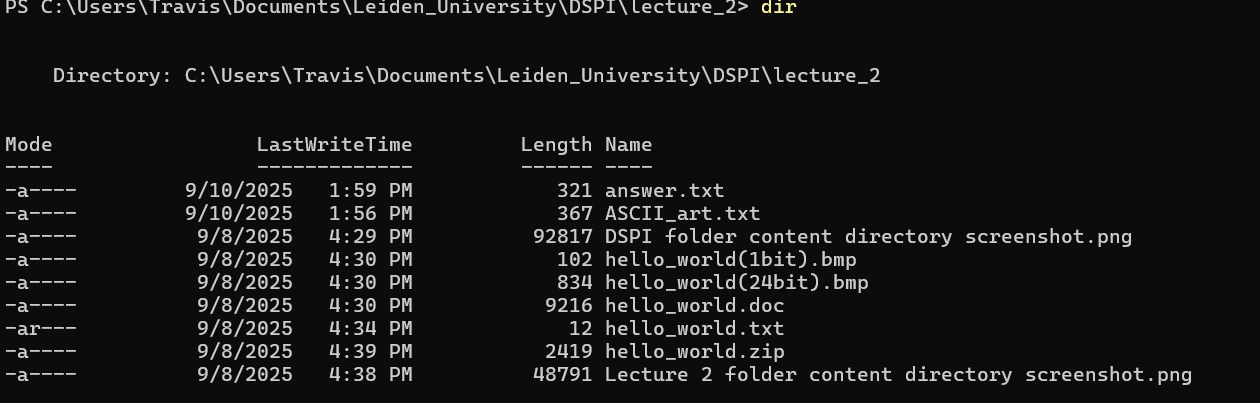 PS C:\Users\Travis\Documents\Leiden_University\DSPI\lecture_2> dir
Directory: C:\Users\Travis\Documents\Leiden_University\DSPI\lecture_2
Mode LastWriteTime Length Name
---- ------------- ------ ----
-a---- 9/10/2025 1:59 PM 321 answer.txt
-a---- 9/10/2025 1:56 PM 367 ASCII_art.txt
-a---- 9/8/2025 4:29 PM 92817 DSPI folder content directory screenshot.png
-a---- 9/8/2025 4:30 PM 102 hello_world(1bit).bmp
-a---- 9/8/2025 4:30 PM 834 hello_world(24bit).bmp
-a---- 9/8/2025 4:30 PM 9216 hello_world.doc
-ar--- 9/8/2025 4:34 PM 12 hello_world.txt
-a---- 9/8/2025 4:39 PM 2419 hello_world.zip
-a---- 9/8/2025 4:38 PM 48791 Lecture 2 folder content directory screenshot.png